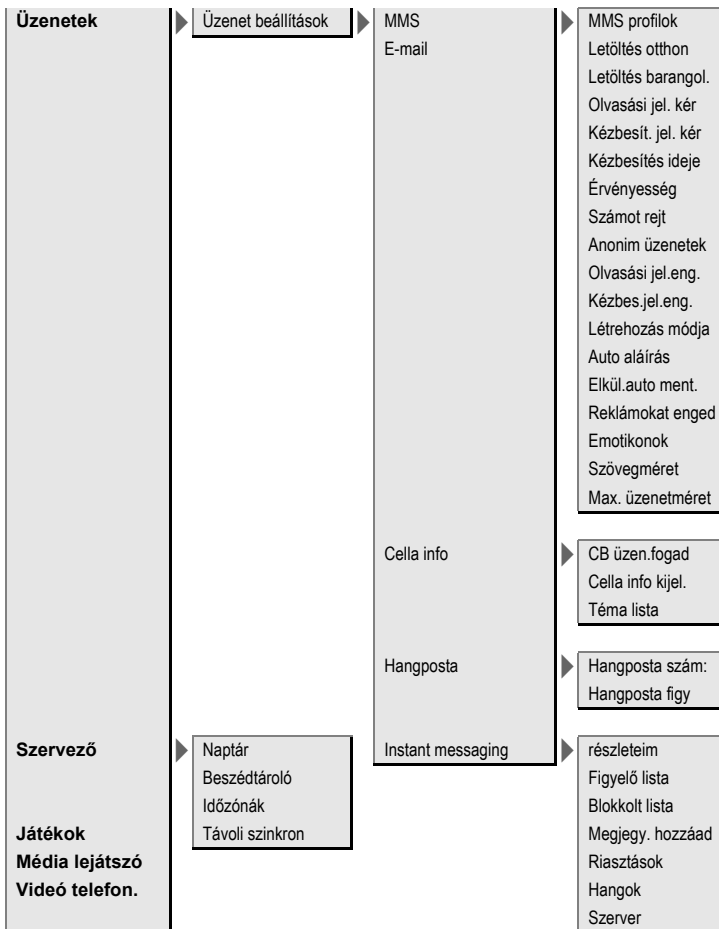 Üzenetek
Üzenet beállítások
MMS
E-mail
MMS profilok
Letöltés otthon
Letöltés barangol.
Olvasási jel. kér
Kézbesít. jel. kér
Kézbesítés ideje
Érvényesség
Számot rejt
Anonim üzenetek
Olvasási jel.eng.
Kézbes.jel.eng.
Létrehozás módja
Auto aláírás
Elkül.auto ment.
Reklámokat enged
Emotikonok
Szövegméret
Max. üzenetméret
Cella info
CB üzen.fogad
Cella info kijel.
Téma lista
Hangposta
Hangposta szám:
Hangposta figy
Instant messaging
részleteim
Figyelő lista
Blokkolt lista
Megjegy. hozzáad
Riasztások
Hangok
Szerver
Szervező
Naptár
Beszédtároló
Időzónák
Távoli szinkron
Játékok
Média lejátszó
Videó telefon.